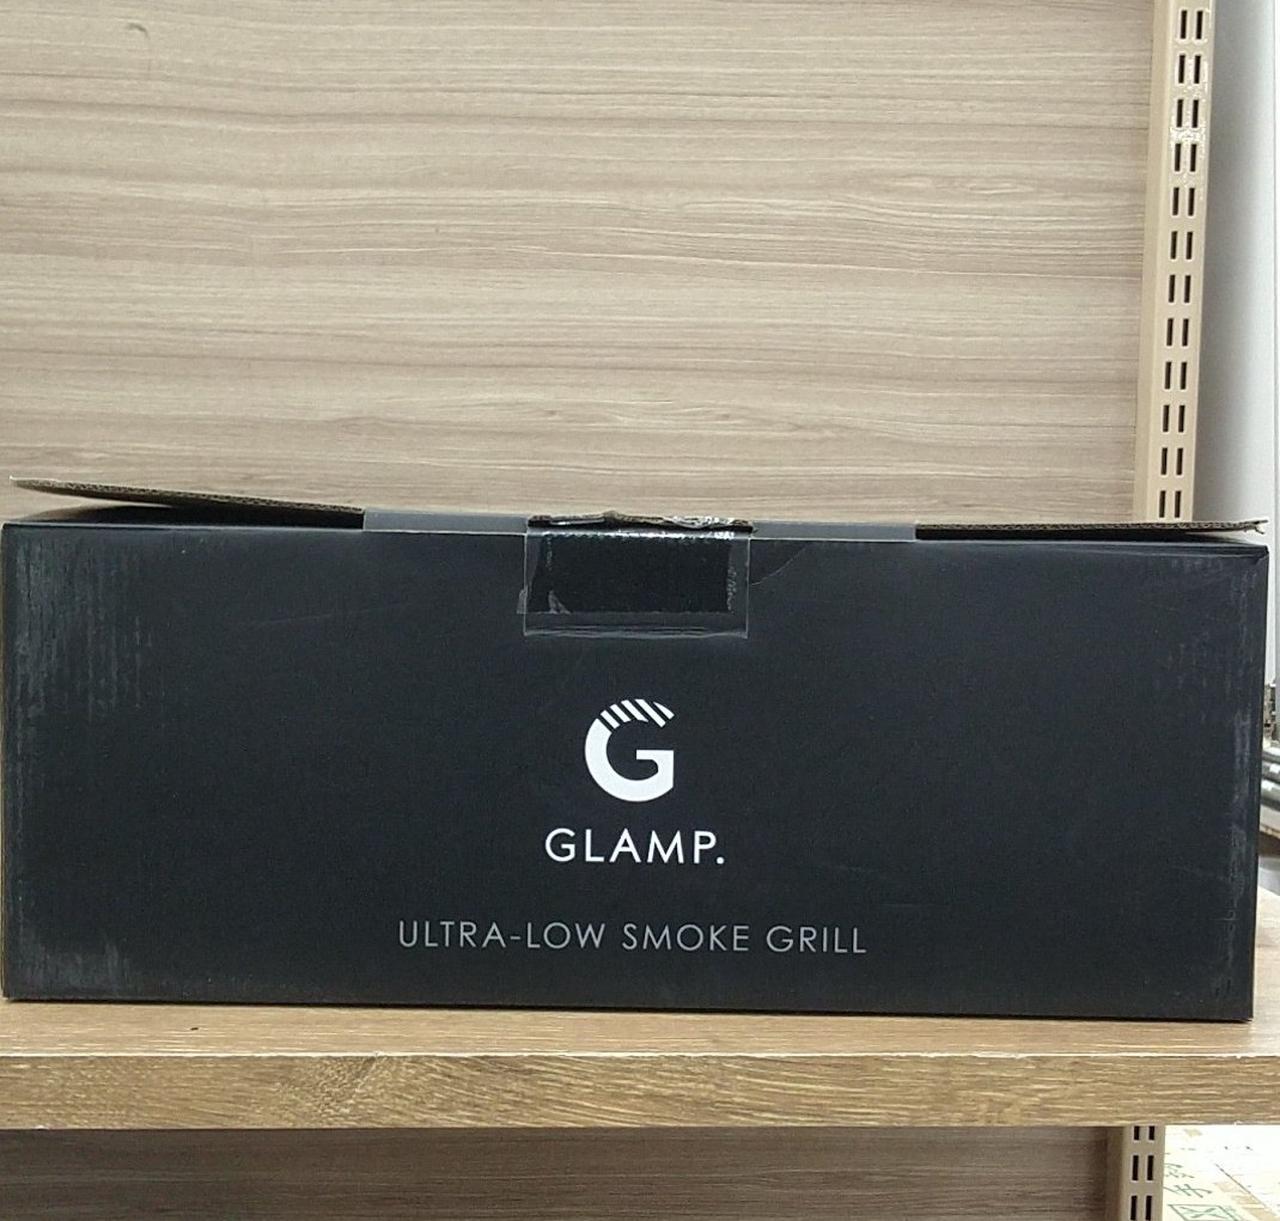 G
GLAMP.
ULTRA-LOW SMOKE GRILL